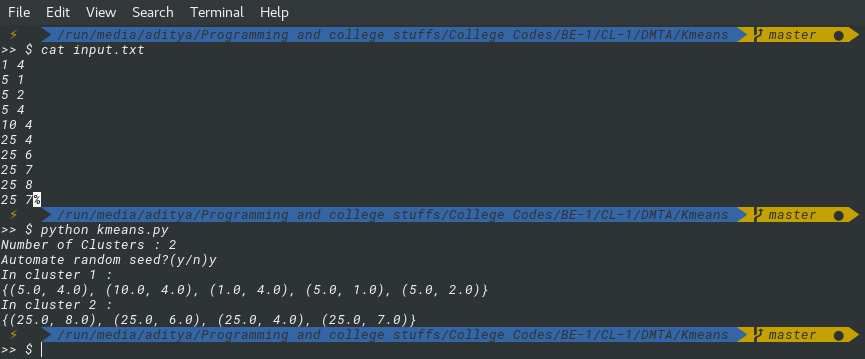 File Edit View Search Terminal Help
⚡ /run/media/aditya/Programming and college stuffs/College Codes/BE-1/CL-1/DMTA/Kmeans master ●
>> $ cat input.txt
1 4
5 1
5 2
5 4
10 4
25 4
25 6
25 7
25 8
25 7%
⚡ /run/media/aditya/Programming and college stuffs/College Codes/BE-1/CL-1/DMTA/Kmeans master ●
>> $ python kmeans.py
Number of Clusters : 2
Automate random seed?(y/n)y
In cluster 1 :
{(5.0, 4.0), (10.0, 4.0), (1.0, 4.0), (5.0, 1.0), (5.0, 2.0)}
In cluster 2 :
{(25.0, 8.0), (25.0, 6.0), (25.0, 4.0), (25.0, 7.0)}
⚡ /run/media/aditya/Programming and college stuffs/College Codes/BE-1/CL-1/DMTA/Kmeans master ●
>> $